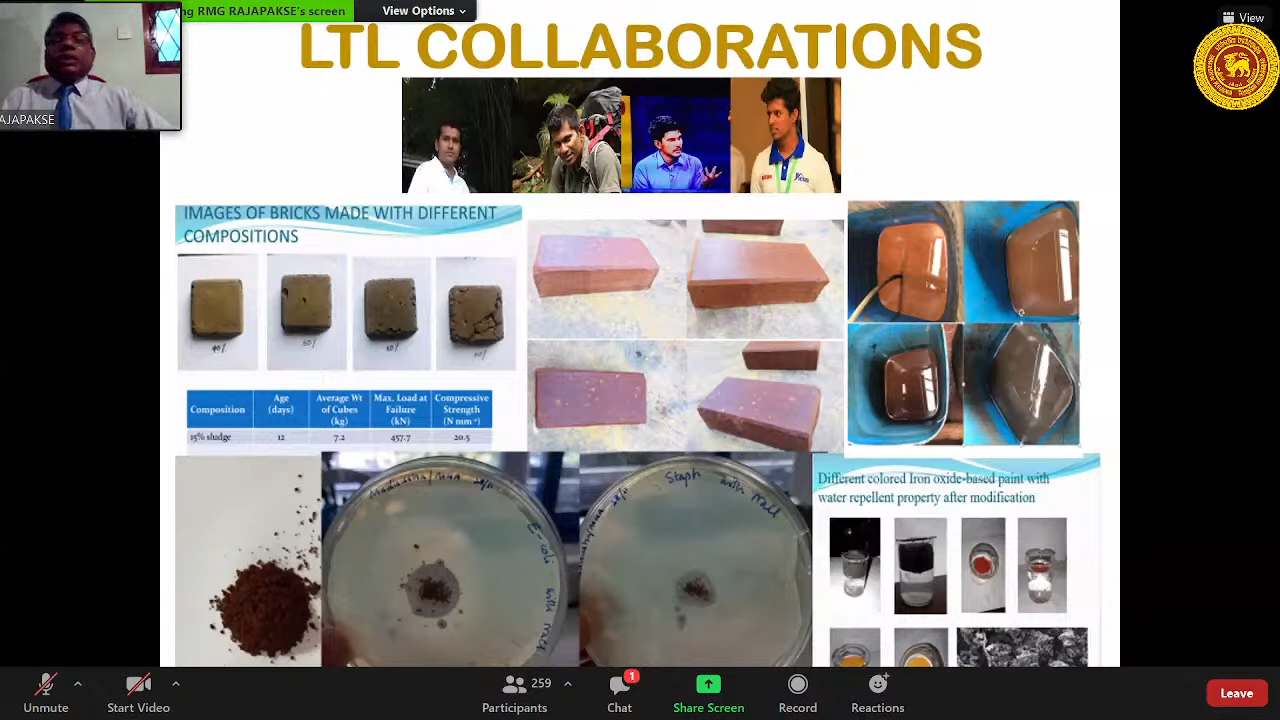 ng RMG RAJAPAKSE's screen
View Options
View
AJAPAKSE
LTL COLLABORATIONS
IMAGES OF BRICKS MADE WITH DIFFERENT
COMPOSITIONS
Composition
Age
(days)
Average Wt
of Cubes
(kg)
Max. Load at
Failure
(kN)
Compressive
Strength
(N mm⁻²)
15% sludge
12
7.2
457.7
20.5
E-coli
Staph with
Different colored Iron oxide-based paint with
water repellent property after modification
Unmute
Start Video
259
Participants
1
Chat
Share Screen
Record
Reactions
Leave